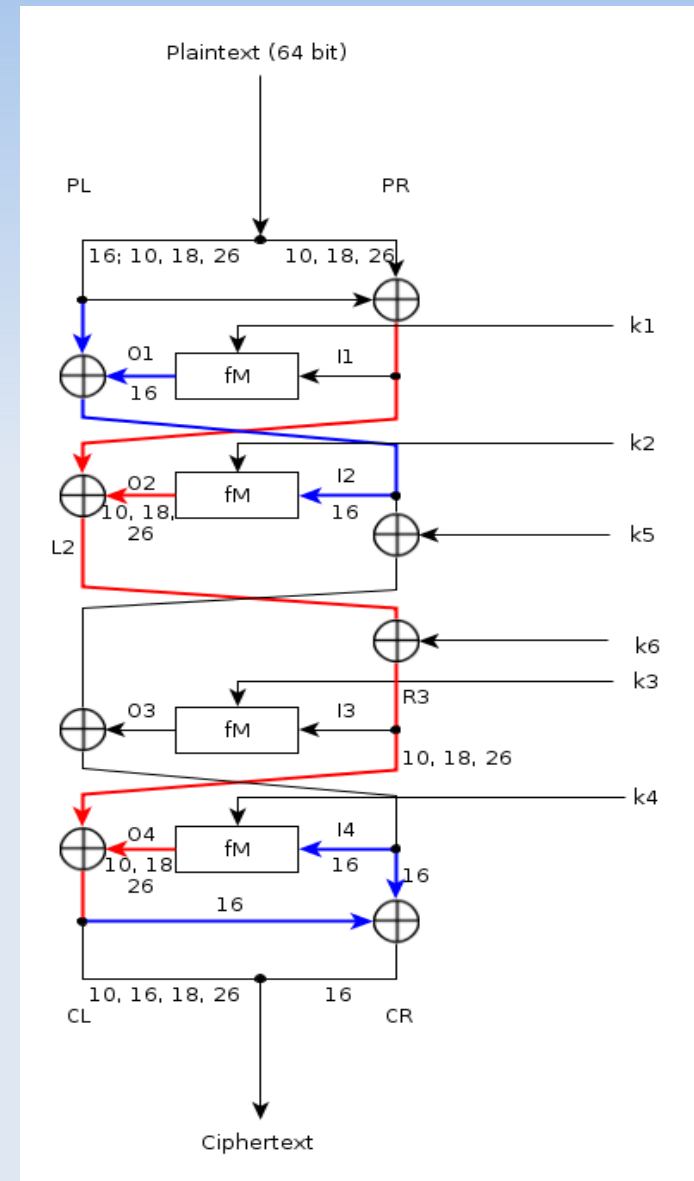 Plaintext (64 bit)
PL PR
16; 10, 18, 26 10, 18, 26
k1
O1 fM I1
16
k2
O2 fM I2
10, 18, 16
26
k5
L2
k6
k3
R3
O3 fM I3
10, 18, 26
k4
O4 fM I4
10, 18 16 16
26
16
10, 16, 18, 26 16
CL CR
Ciphertext